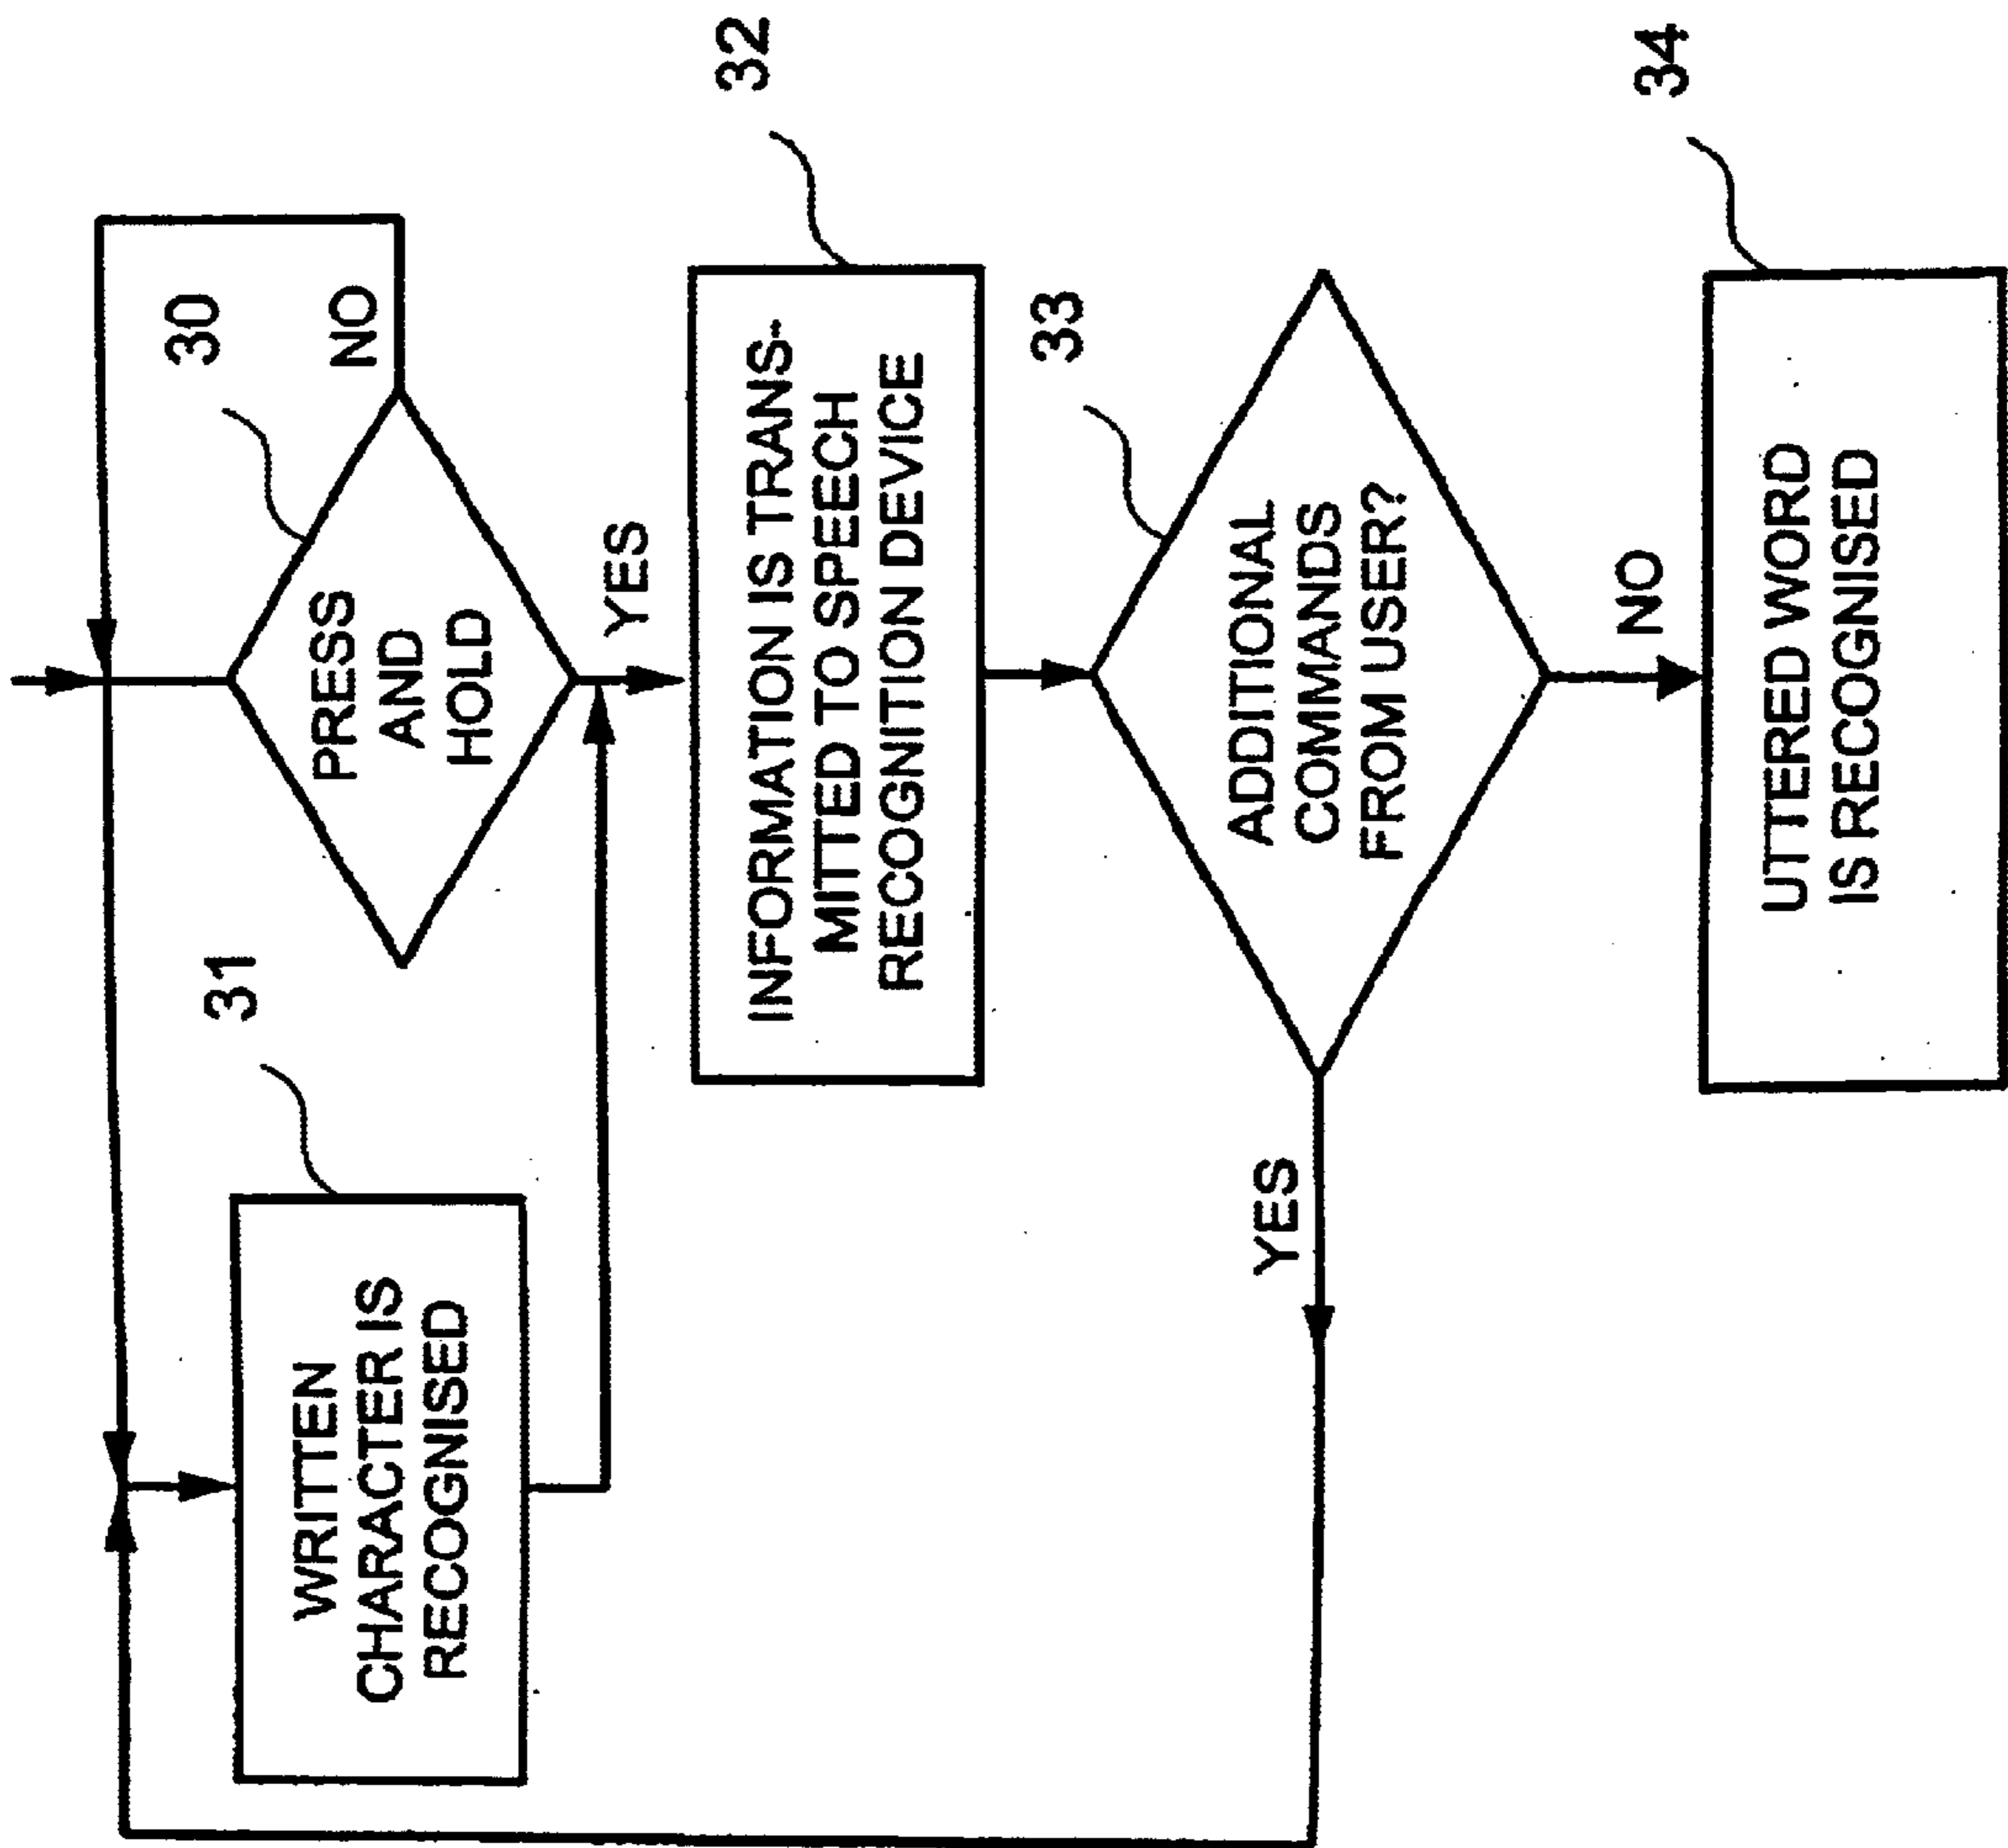 30
PRESS
AND
HOLD
NO
YES
31
WRITTEN
CHARACTER IS
RECOGNISED
32
INFORMATION IS TRANS-
MITTED TO SPEECH
RECOGNITION DEVICE
33
ADDITIONAL
COMMANDS
FROM USER?
YES
NO
34
UTTERED WORD
IS RECOGNISED